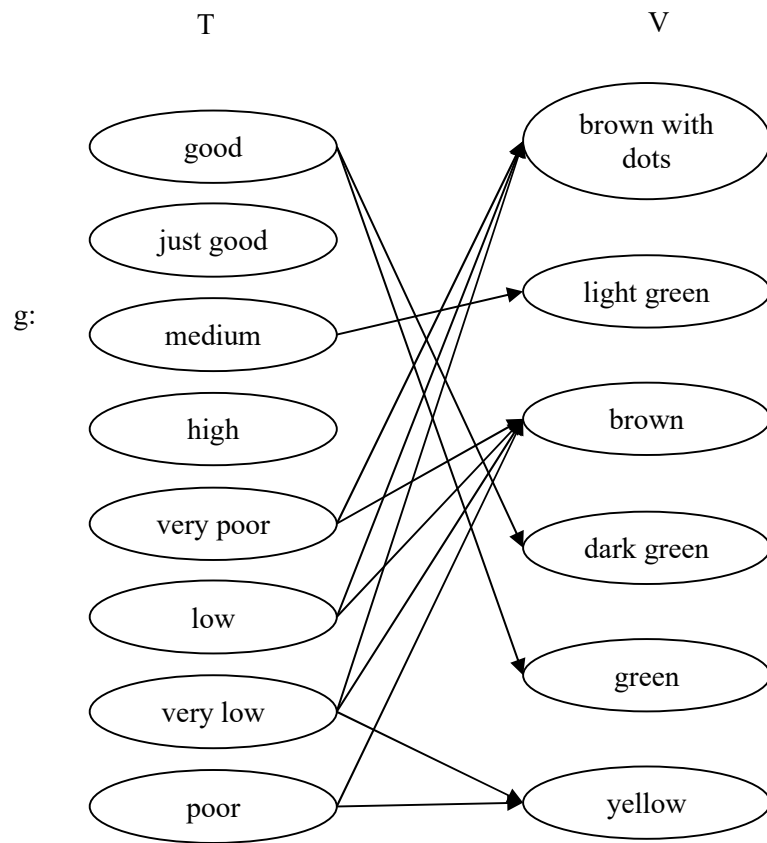 T
V
g:
good
just good
medium
high
very poor
low
very low
poor
brown with
dots
light green
brown
dark green
green
yellow